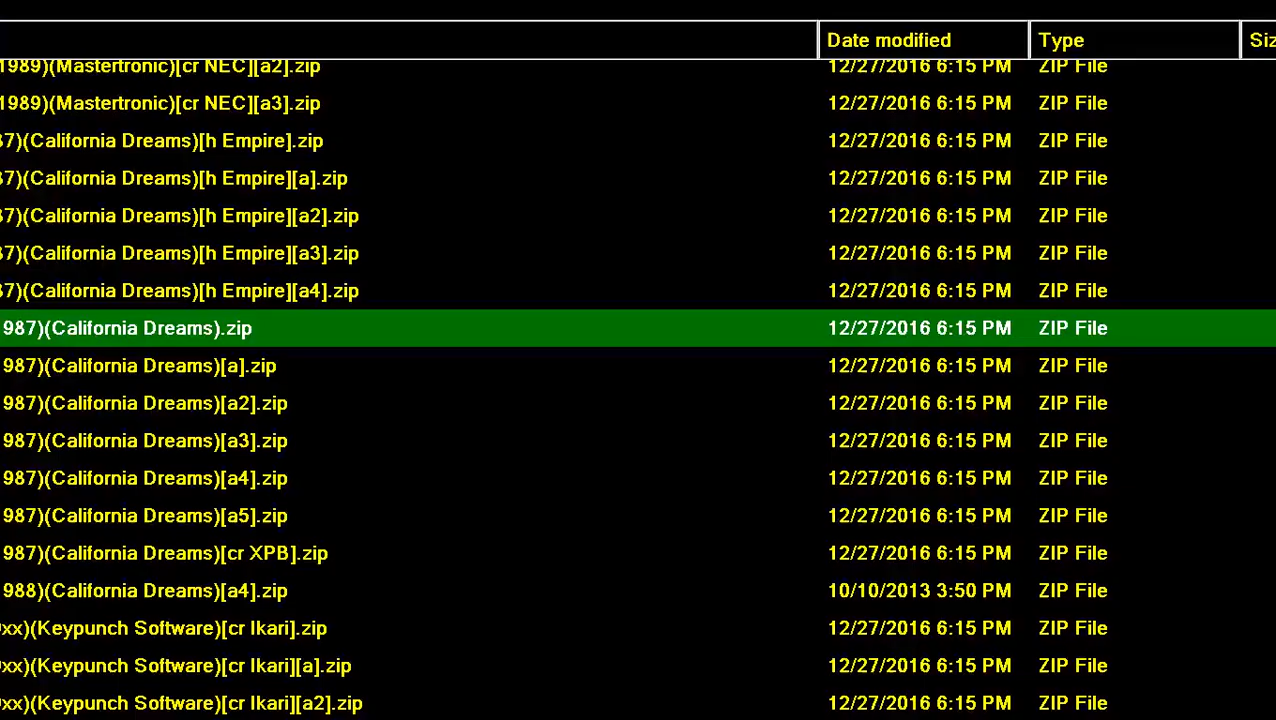 Date modified Type Siz
1989)(Mastertronic)[cr NEC][a2].zip 12/27/2016 6:15 PM ZIP File
1989)(Mastertronic)[cr NEC][a3].zip 12/27/2016 6:15 PM ZIP File
87)(California Dreams)[h Empire].zip 12/27/2016 6:15 PM ZIP File
87)(California Dreams)[h Empire][a].zip 12/27/2016 6:15 PM ZIP File
87)(California Dreams)[h Empire][a2].zip 12/27/2016 6:15 PM ZIP File
87)(California Dreams)[h Empire][a3].zip 12/27/2016 6:15 PM ZIP File
87)(California Dreams)[h Empire][a4].zip 12/27/2016 6:15 PM ZIP File
987)(California Dreams).zip 12/27/2016 6:15 PM ZIP File
987)(California Dreams)[a].zip 12/27/2016 6:15 PM ZIP File
987)(California Dreams)[a2].zip 12/27/2016 6:15 PM ZIP File
987)(California Dreams)[a3].zip 12/27/2016 6:15 PM ZIP File
987)(California Dreams)[a4].zip 12/27/2016 6:15 PM ZIP File
987)(California Dreams)[a5].zip 12/27/2016 6:15 PM ZIP File
987)(California Dreams)[cr XPB].zip 12/27/2016 6:15 PM ZIP File
988)(California Dreams)[a4].zip 10/10/2013 3:50 PM ZIP File
xx)(Keypunch Software)[cr Ikari].zip 12/27/2016 6:15 PM ZIP File
xx)(Keypunch Software)[cr Ikari][a].zip 12/27/2016 6:15 PM ZIP File
xx)(Keypunch Software)[cr Ikari][a2].zip 12/27/2016 6:15 PM ZIP File